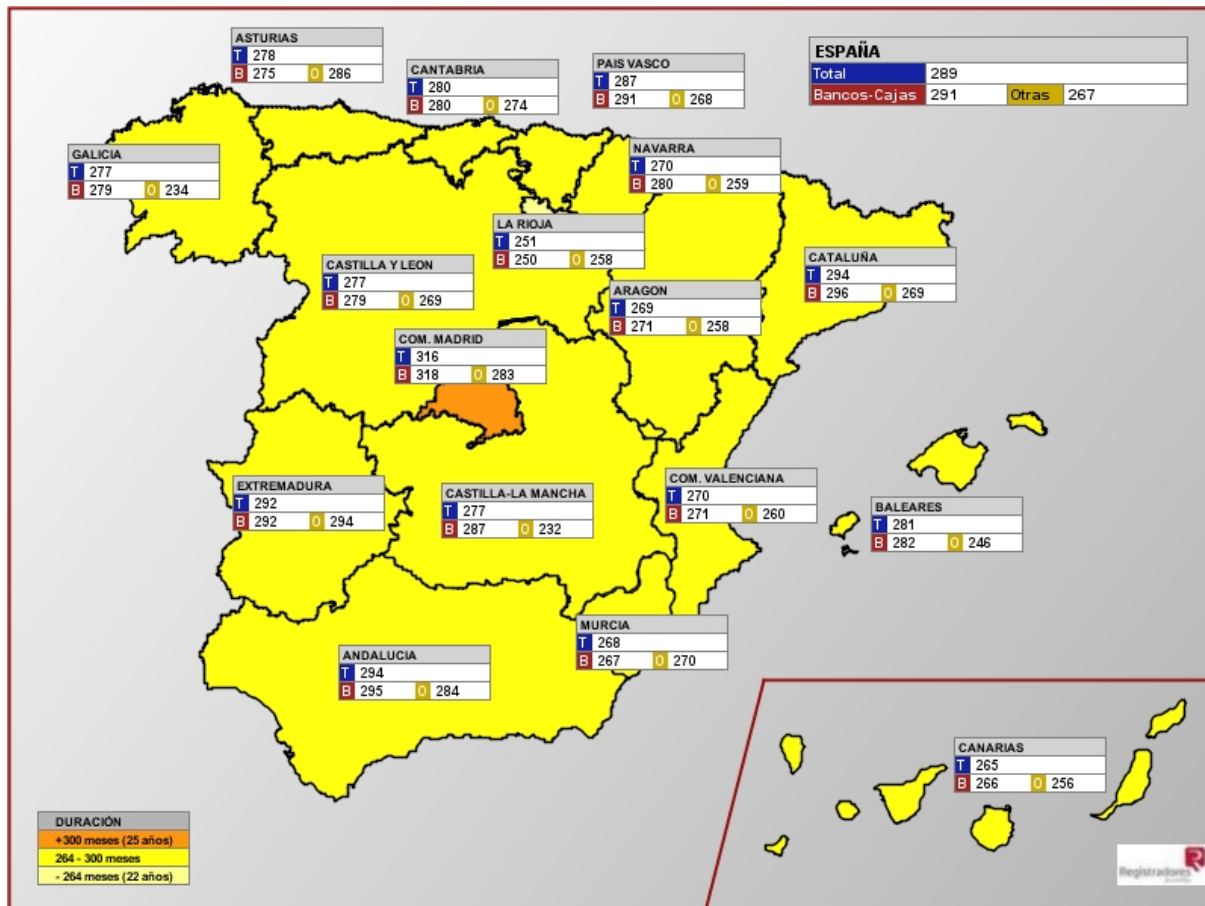 ASTURIAS
T 278
B 275 O 286
CANTABRIA
T 280
B 280 O 274
PAIS VASCO
T 287
B 291 O 268
ESPAÑA
Total 289
Bancos-Cajas 291 Otras 267
GALICIA
T 277
B 279 O 234
NAVARRA
T 270
B 280 O 259
LA RIOJA
T 251
B 250 O 258
CASTILLA Y LEON
T 277
B 279 O 269
CATALUÑA
T 294
B 296 O 269
ARAGON
T 269
B 271 O 258
COM. MADRID
T 316
B 318 O 283
EXTREMADURA
T 292
B 292 O 294
CASTILLA-LA MANCHA
T 277
B 287 O 232
COM. VALENCIANA
T 270
B 271 O 260
BALEARES
T 281
B 282 O 246
MURCIA
T 268
B 267 O 270
ANDALUCIA
T 294
B 295 O 284
CANARIAS
T 265
B 266 O 256
DURACIÓN
+300 meses (25 años)
264 - 300 meses
- 264 meses (22 años)
R
Registradores